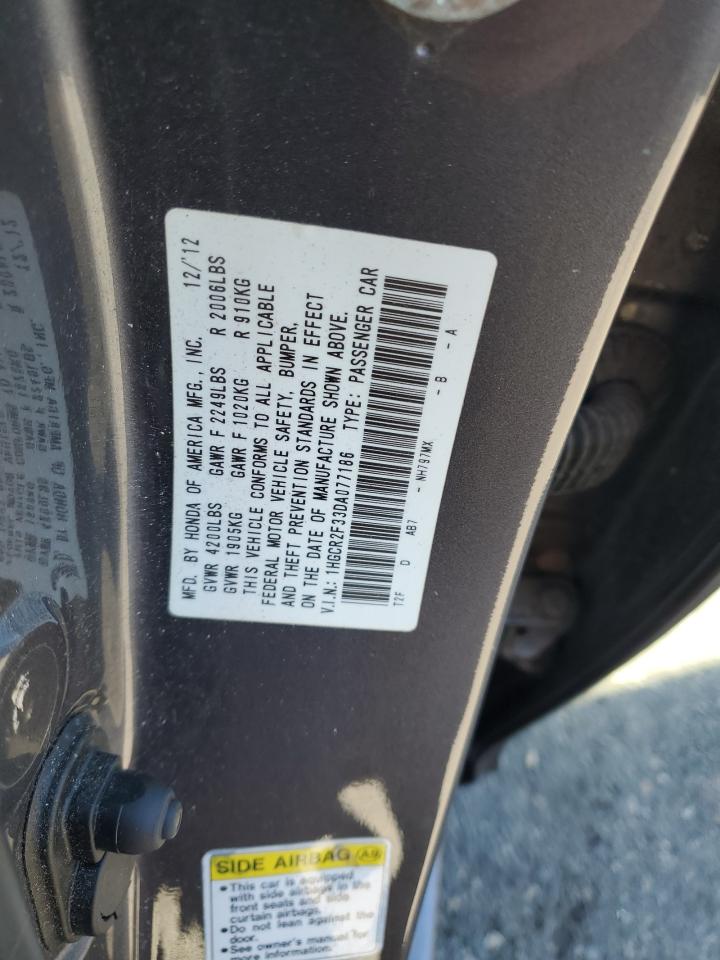 MFD. BY HONDA OF AMERICA MFG., INC. 12/'12
GVWR 4200LBS GAWR F 2249LBS R 2006LBS
GVWR 1905KG GAWR F 1020KG R 910KG
THIS VEHICLE CONFORMS TO ALL APPLICABLE
FEDERAL MOTOR VEHICLE SAFETY, BUMPER,
AND THEFT PREVENTION STANDARDS IN EFFECT
ON THE DATE OF MANUFACTURE SHOWN ABOVE.
V.I.N.: 1HGCR2F33DA077186 TYPE: PASSENGER CAR
T2F D AB7 - NH797MX - B - A
SIDE AIRBAG A9
• This car is equipped
with side airbags in the
front seats and side
curtain airbags.
• Do not lean against the
door.
• See owner's manual for
more information.